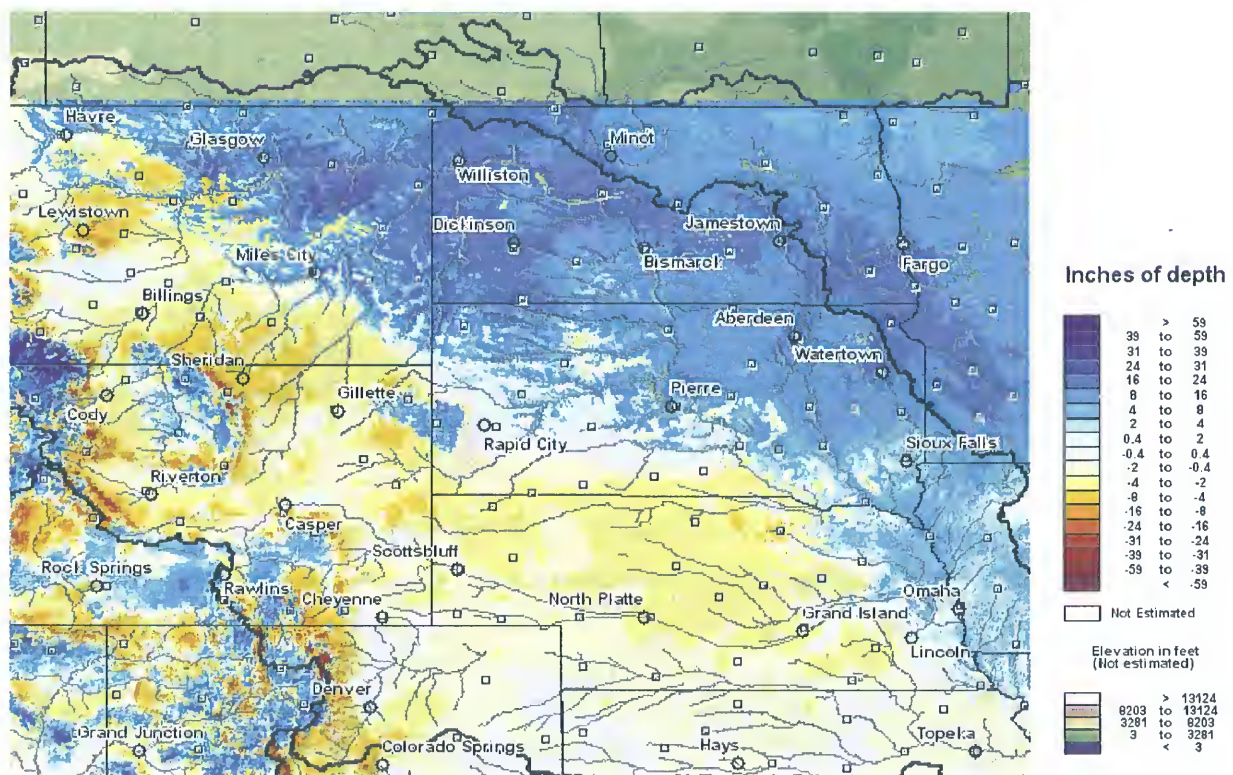 Havre
Glasgow
Minot
Williston
Lewistown
Dickinson
Jamestown
Miles City
Bismarck
Fargo
Billings
Aberdeen
Sheridan
Watertown
Gillette
Pierre
Cody
Rapid City
Sioux Falls
Riverton
Casper
Scottsbluff
Rock Springs
Rawlins
Cheyenne
North Platte
Omaha
Grand Island
Lincoln
Denver
Grand Junction
Colorado Springs
Hays
Topeka
Inches of depth
> 59
39 to 59
31 to 39
24 to 31
16 to 24
8 to 16
4 to 8
2 to 4
0.4 to 2
-0.4 to 0.4
-2 to -0.4
-4 to -2
-8 to -4
-16 to -8
-24 to -16
-31 to -24
-39 to -31
-59 to -39
< -59
Not Estimated
Elevation in feet
(Not estimated)
> 13124
8203 to 13124
3281 to 8203
3 to 3281
< 3